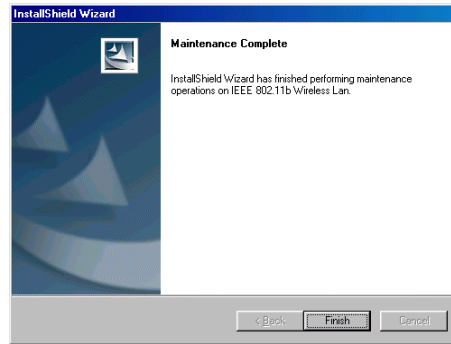 InstallShield Wizard
Maintenance Complete
InstallShield Wizard has finished performing maintenance
operations on IEEE 802.11b Wireless Lan.
< Back
Finish
Cancel